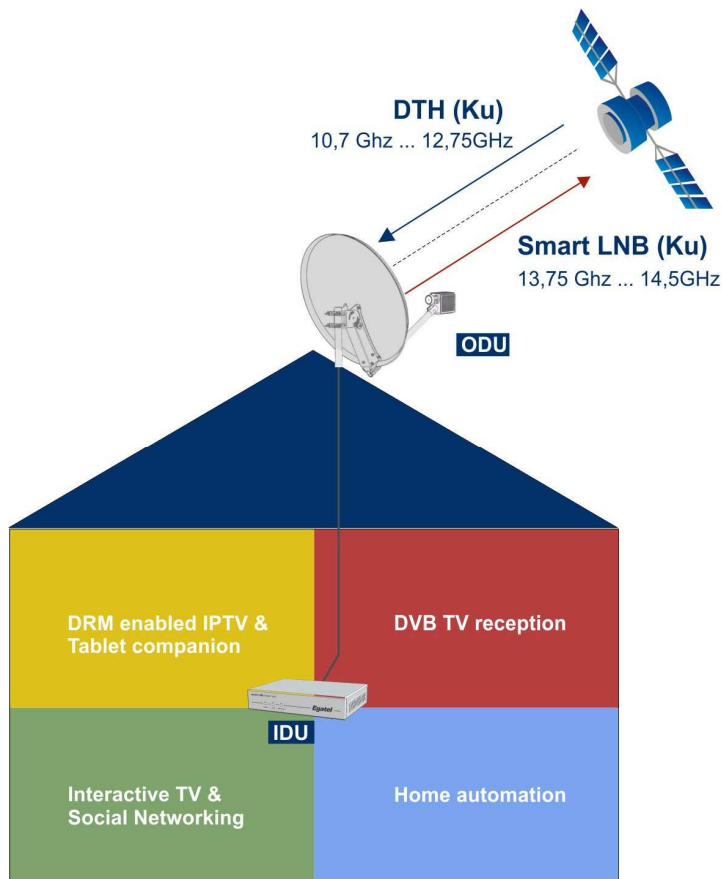 DTH (Ku)
10,7 Ghz ... 12,75GHz
Smart LNB (Ku)
13,75 Ghz ... 14,5GHz
ODU
DRM enabled IPTV &
Tablet companion
DVB TV reception
Egatel
IDU
Interactive TV &
Social Networking
Home automation